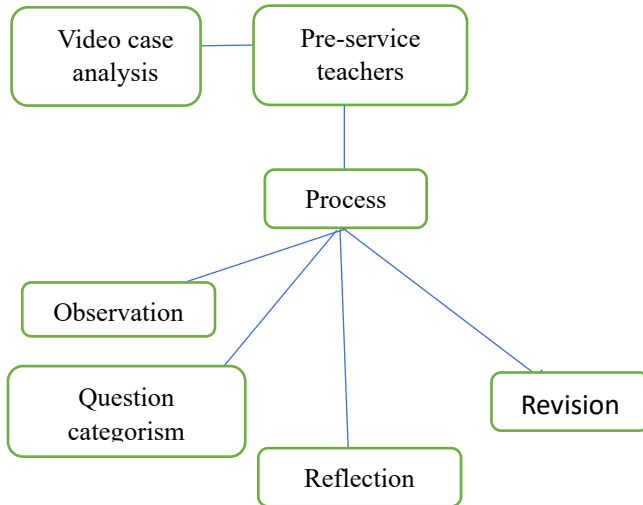 Video case
analysis
Pre-service
teachers
Process
Observation
Question
categorism
Reflection
Revision